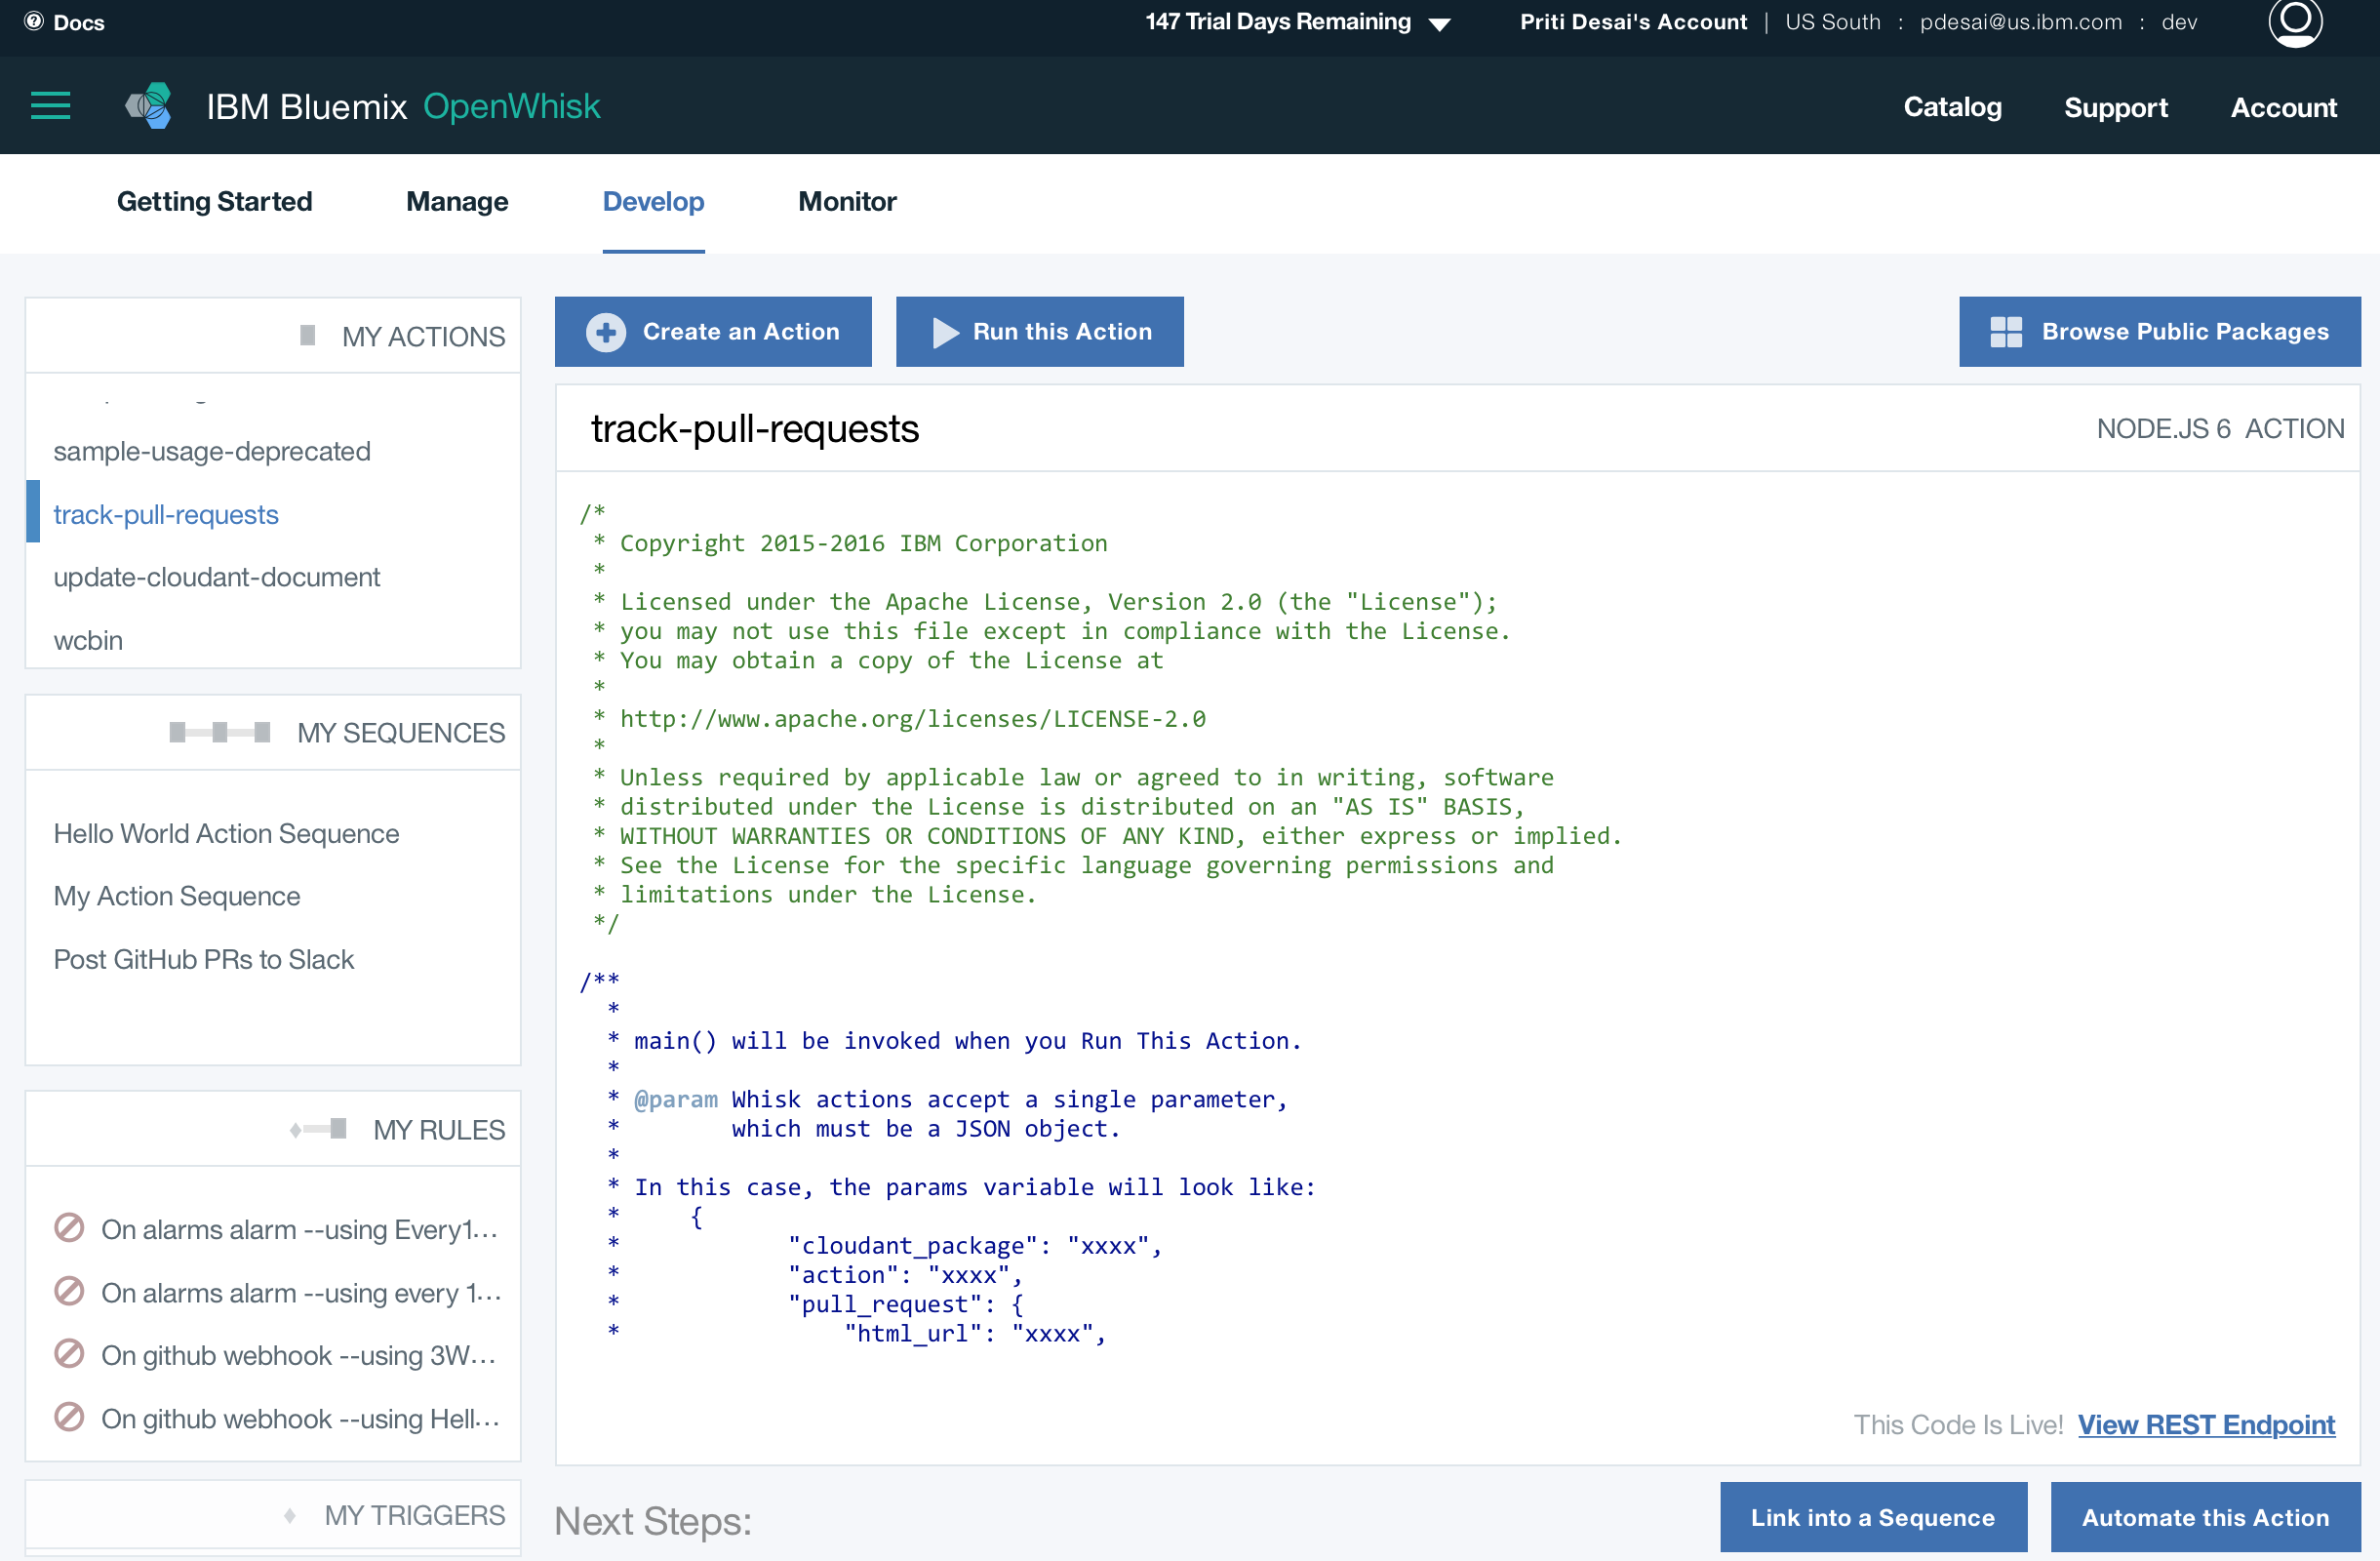 Docs
147 Trial Days Remaining
Priti Desai's Account | US South : pdesai@us.ibm.com : dev
IBM Bluemix OpenWhisk
Catalog Support Account
Getting Started Manage Develop Monitor
MY ACTIONS
sample-usage-deprecated
track-pull-requests
update-cloudant-document
wcbin
MY SEQUENCES
Hello World Action Sequence
My Action Sequence
Post GitHub PRs to Slack
MY RULES
On alarms alarm --using Every1...
On alarms alarm --using every 1...
On github webhook --using 3W...
On github webhook --using Hell...
MY TRIGGERS
Create an Action
Run this Action
Browse Public Packages
track-pull-requests
NODE.JS 6 ACTION
/*
 * Copyright 2015-2016 IBM Corporation
 *
 * Licensed under the Apache License, Version 2.0 (the "License");
 * you may not use this file except in compliance with the License.
 * You may obtain a copy of the License at
 *
 * http://www.apache.org/licenses/LICENSE-2.0
 *
 * Unless required by applicable law or agreed to in writing, software
 * distributed under the License is distributed on an "AS IS" BASIS,
 * WITHOUT WARRANTIES OR CONDITIONS OF ANY KIND, either express or implied.
 * See the License for the specific language governing permissions and
 * limitations under the License.
 */
/**
  *
  * main() will be invoked when you Run This Action.
  *
  * @param Whisk actions accept a single parameter,
  *        which must be a JSON object.
  *
  * In this case, the params variable will look like:
  *     {
  *            "cloudant_package": "xxxx",
  *            "action": "xxxx",
  *            "pull_request": {
  *                "html_url": "xxxx",
This Code Is Live! View REST Endpoint
Next Steps:
Link into a Sequence
Automate this Action